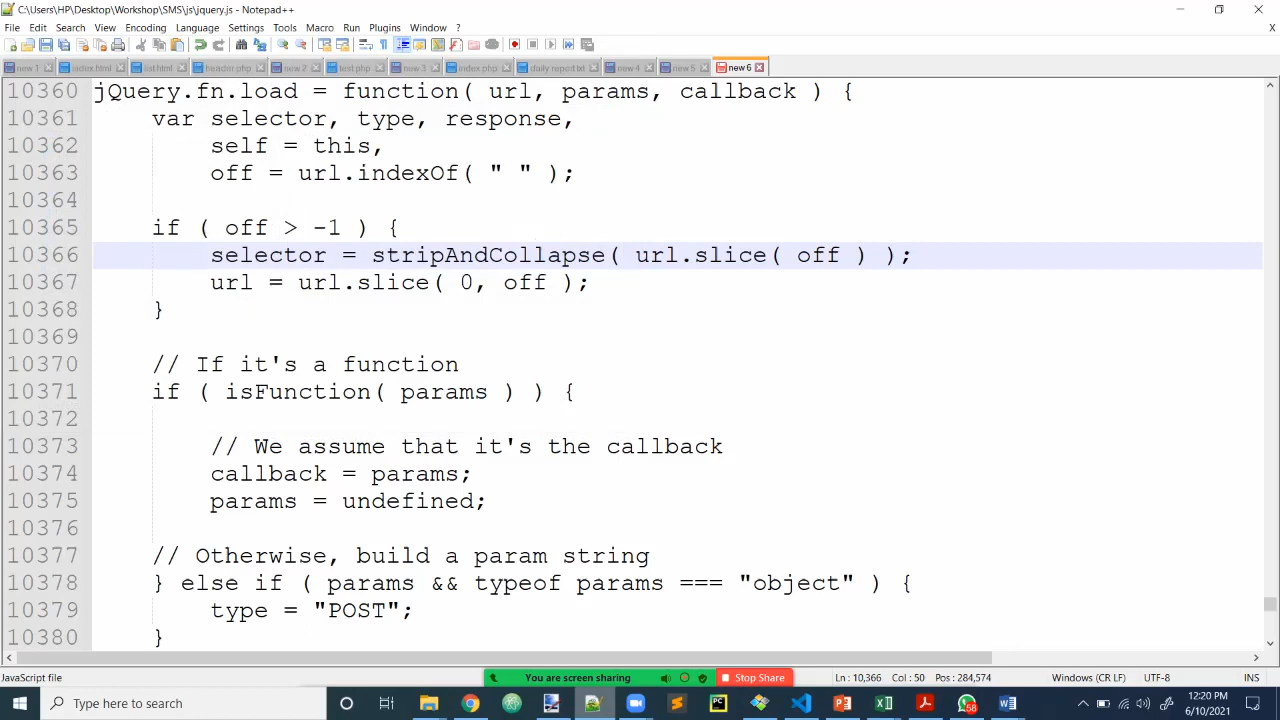 C:\Users\HP\Desktop\Workshop\SMS\js\jquery.js - Notepad++
File Edit Search View Encoding Language Settings Tools Macro Run Plugins Window ?
X
new 1 index.html list.html header.php new 2 test.php new 3 index.php daily report.txt new 4 new 5 new 6
10360 jQuery.fn.load = function( url, params, callback ) {
10361 var selector, type, response,
10362 self = this,
10363 off = url.indexOf( " " );
10364
10365 if ( off > -1 ) {
10366 selector = stripAndCollapse( url.slice( off ) );
10367 url = url.slice( 0, off );
10368 }
10369
10370 // If it's a function
10371 if ( isFunction( params ) ) {
10372
10373 // We assume that it's the callback
10374 callback = params;
10375 params = undefined;
10376
10377 // Otherwise, build a param string
10378 } else if ( params && typeof params === "object" ) {
10379 type = "POST";
10380 }
JavaScript file You are screen sharing Stop Share Ln : 10,366 Col : 50 Pos : 284,574 Windows (CR LF) UTF-8 INS
Type here to search PC 58 12:20 PM
6/10/2021